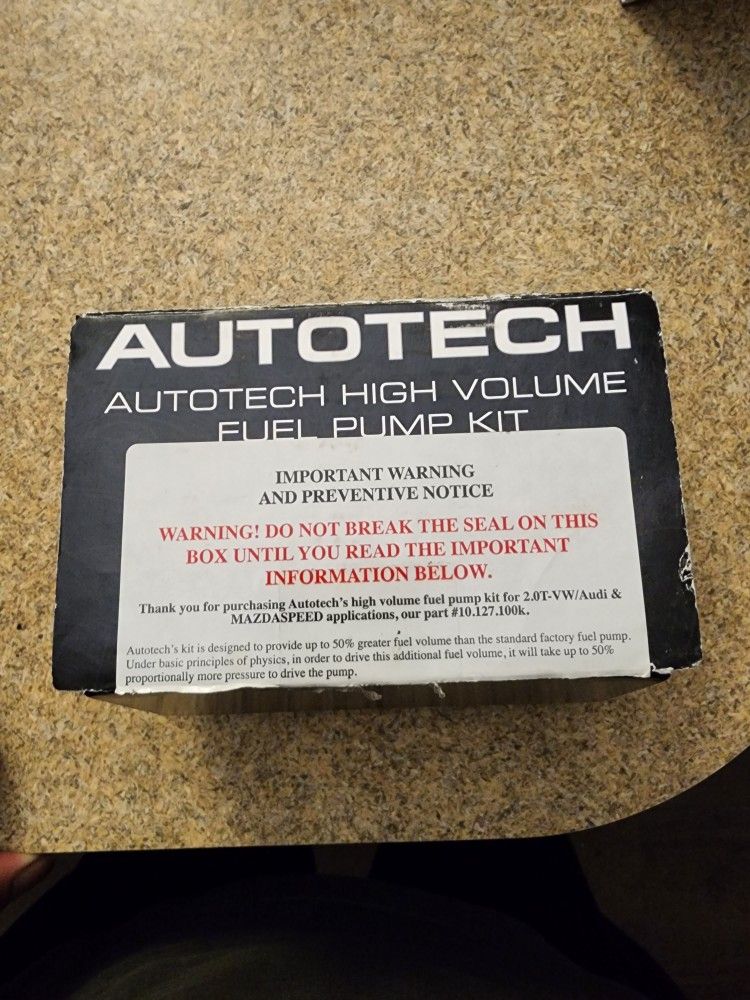 AUTOTECH
AUTOTECH HIGH VOLUME
FUEL PUMP KIT
IMPORTANT WARNING
AND PREVENTIVE NOTICE
WARNING! DO NOT BREAK THE SEAL ON THIS
BOX UNTIL YOU READ THE IMPORTANT
INFORMATION BELOW.
Thank you for purchasing Autotech's high volume fuel pump kit for 2.0T-VW/Audi &
MAZDASPEED applications, our part #10.127.100k.
Autotech's kit is designed to provide up to 50% greater fuel volume than the standard factory fuel pump.
Under basic principles of physics, in order to drive this additional fuel volume, it will take up to 50%
proportionally more pressure to drive the pump.